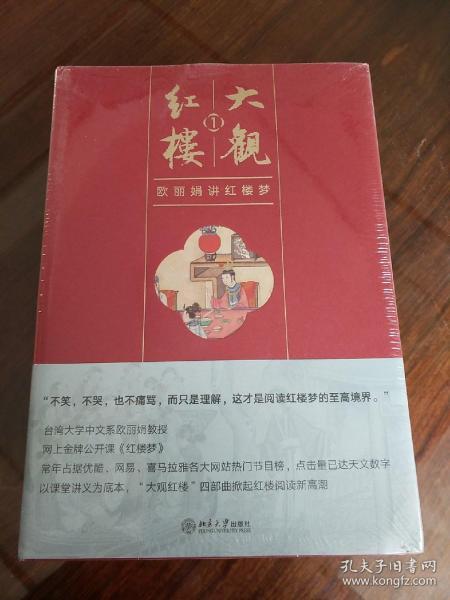 大觀
紅樓
1
欧丽娟讲红楼梦
“不笑，不哭，也不痛骂，而只是理解，这才是阅读红楼梦的至高境界。”
台湾大学中文系欧丽娟教授
网上金牌公开课《红楼梦》
常年占据优酷、网易、喜马拉雅各大网站热门节目榜，点击量已达天文数字
以课堂讲义为底本，“大观红楼”四部曲掀起红楼阅读新高潮
北京大学出版社
PEKING UNIVERSITY PRESS
孔夫子旧书网
www.kongfz.com